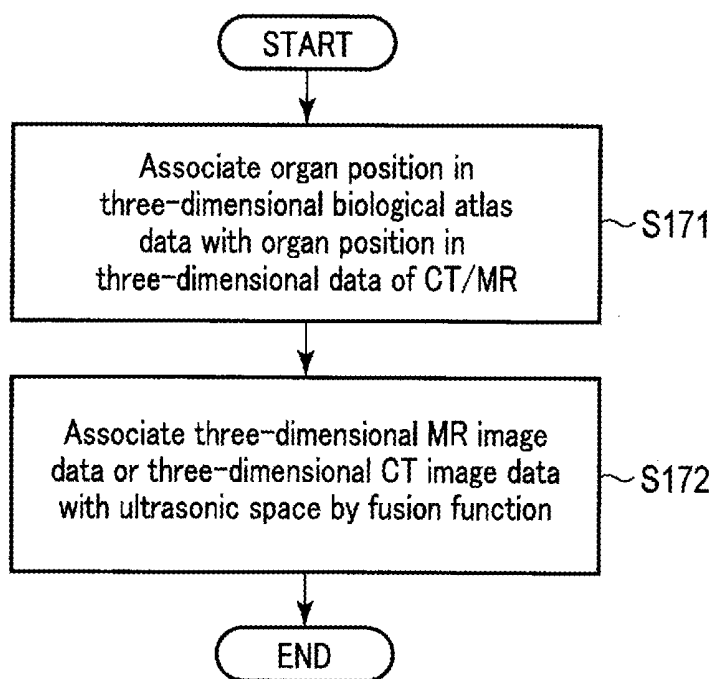 START
Associate organ position in
three-dimensional biological atlas
data with organ position in
three-dimensional data of CT/MR
S171
Associate three-dimensional MR image
data or three-dimensional CT image data
with ultrasonic space by fusion function
S172
END